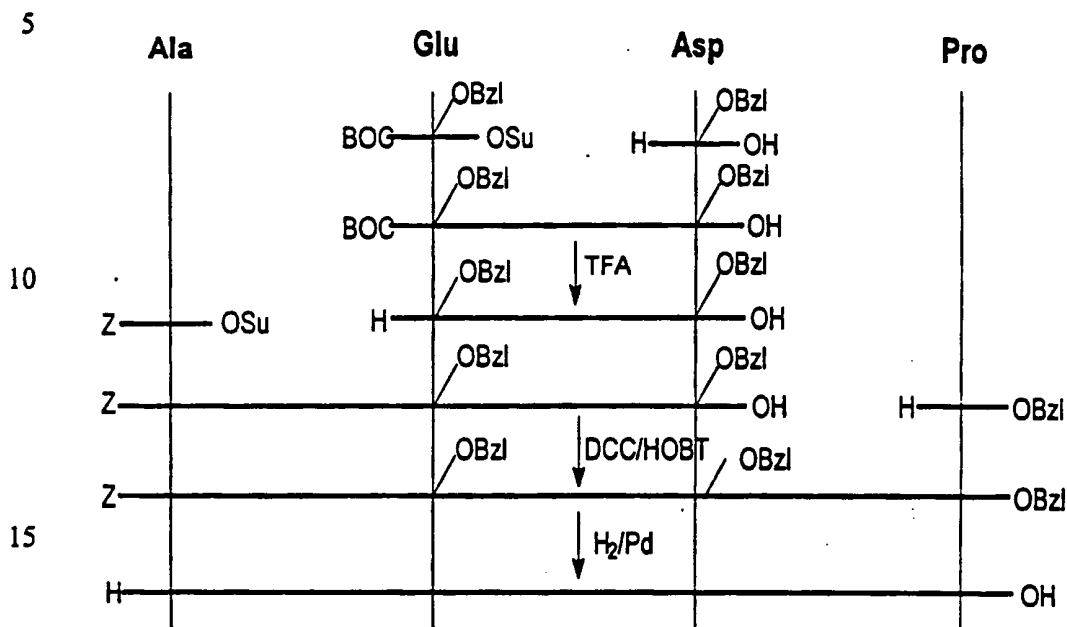 5
Ala Glu Asp Pro
OBzl OBzl
BOC OSu H OH
OBzl OBzl
BOC OH
TFA
OBzl OBzl
10
H OH
Z OSu
OBzl OBzl
Z OH H OBzl
DCC/HOBT
OBzl OBzl
Z OBzl
15
H2/Pd
H OH